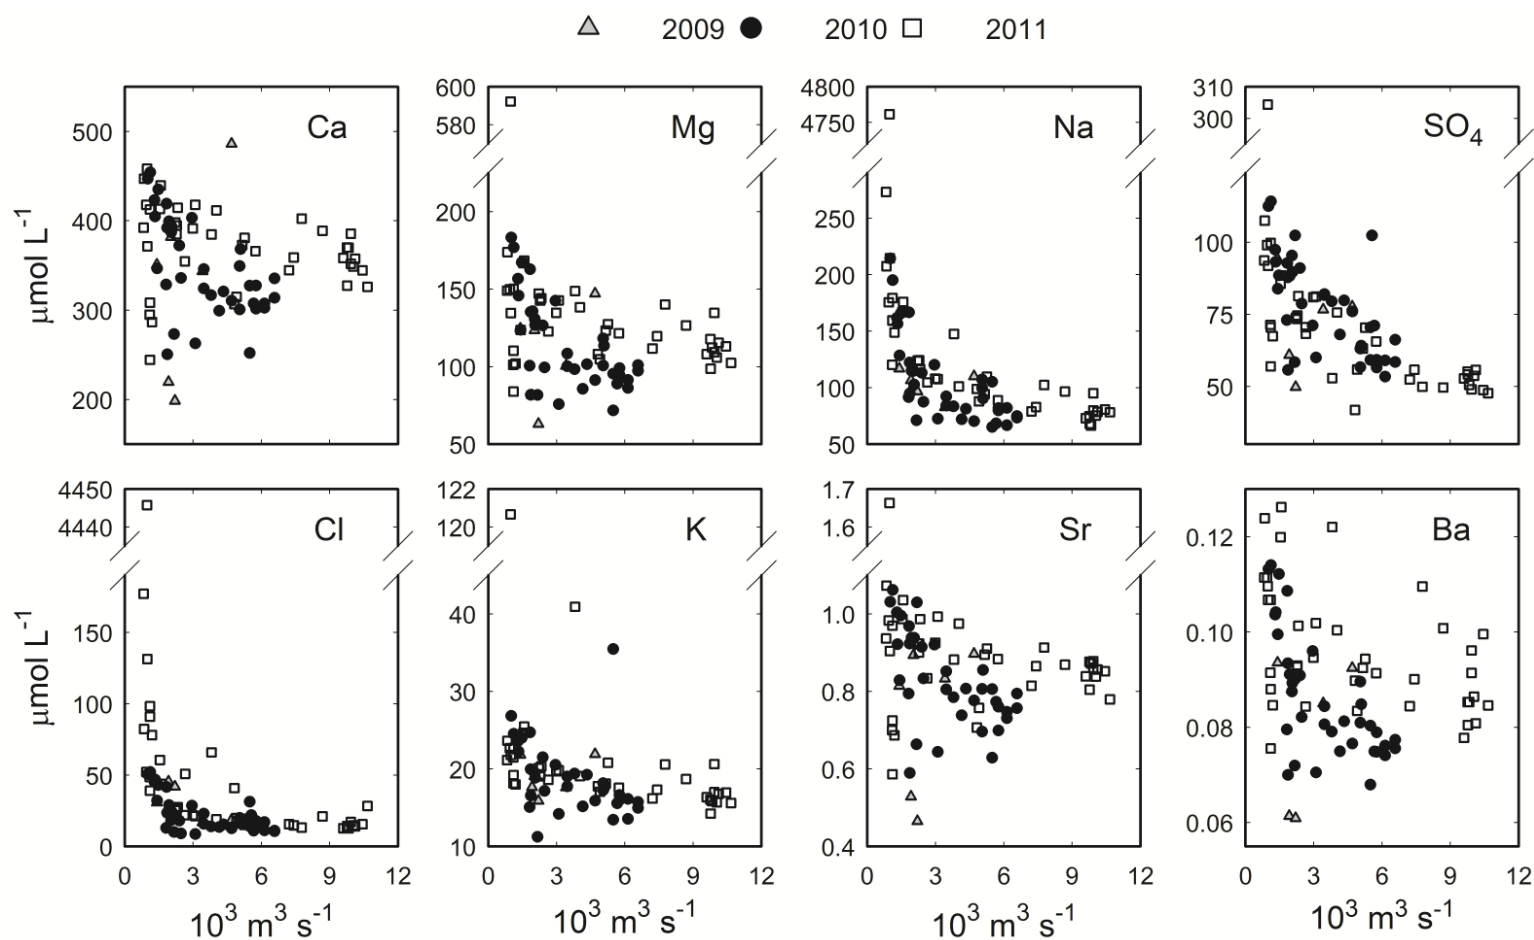 2009 2010 2011
Ca
500
400
300
200
µmol L⁻¹
Mg
600
580
200
150
100
50
Na
4800
4750
250
200
150
100
50
SO₄
310
300
100
75
50
Cl
4450
4440
150
100
50
0
µmol L⁻¹
0 3 6 9 12
10³ m³ s⁻¹
K
122
120
40
30
20
10
0 3 6 9 12
10³ m³ s⁻¹
Sr
1.7
1.6
1.0
0.8
0.6
0.4
0 3 6 9 12
10³ m³ s⁻¹
Ba
0.12
0.10
0.08
0.06
0 3 6 9 12
10³ m³ s⁻¹